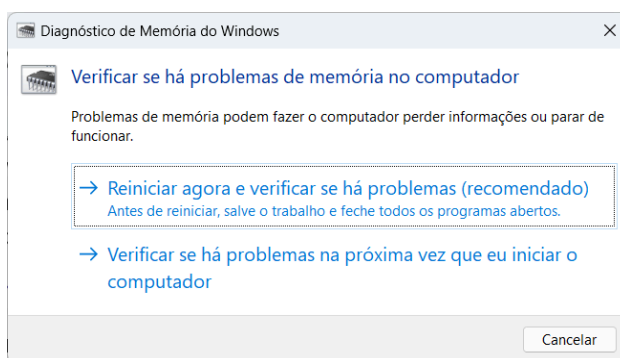 Diagnóstico de Memória do Windows
Verificar se há problemas de memória no computador
Problemas de memória podem fazer o computador perder informações ou parar de
funcionar.
Reiniciar agora e verificar se há problemas (recomendado)
Antes de reiniciar, salve o trabalho e feche todos os programas abertos.
Verificar se há problemas na próxima vez que eu iniciar o
computador
Cancelar